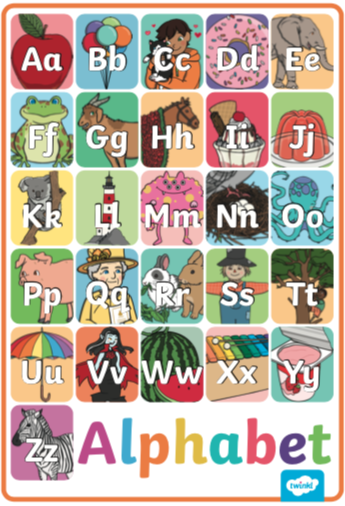 Aa Bb Cc Dd Ee
Ff Gg Hh Ii Jj
Kk Ll Mm Nn Oo
Pp Qq Rr Ss Tt
Uu Vv Ww Xx Yy
Zz Alphabet
twinkl